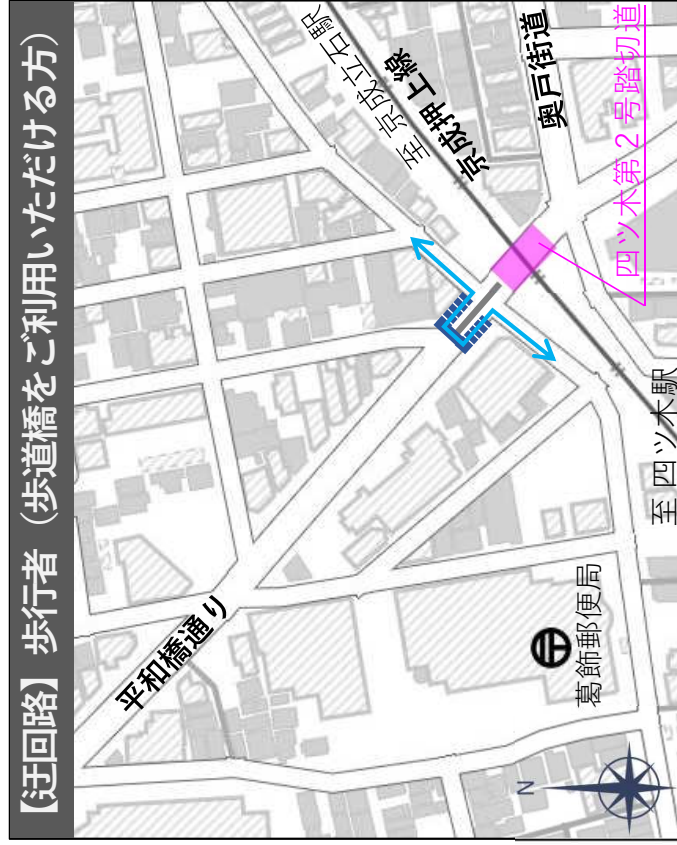 【迂回路】歩行者（歩道橋をご利用いただける方）
至 京成立石駅
京成押上線
奥戸街道
四ツ木第２号踏切道
平和橋通り
至 四ツ木駅
葛飾郵便局
N